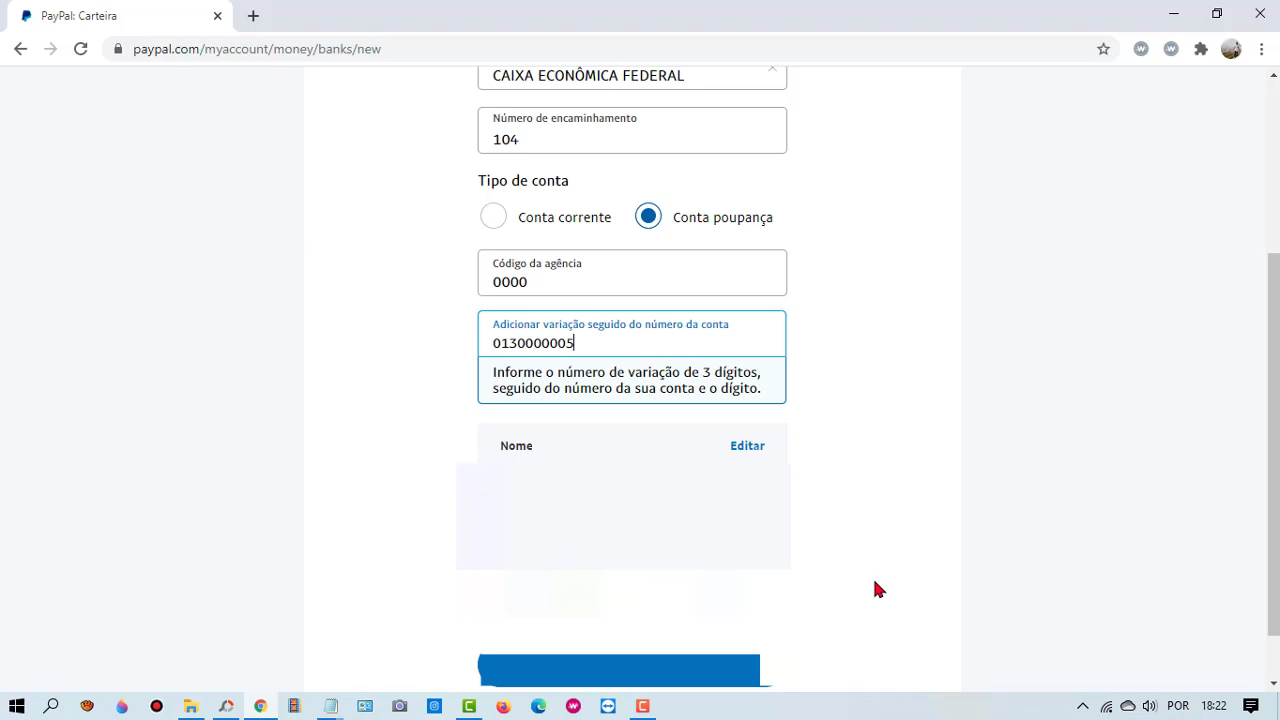 PayPal: Carteira
paypal.com/myaccount/money/banks/new
CAIXA ECONÔMICA FEDERAL
Número de encaminhamento
104
Tipo de conta
Conta corrente
Conta poupança
Código da agência
0000
Adicionar variação seguido do número da conta
0130000005
Informe o número de variação de 3 dígitos,
seguido do número da sua conta e o dígito.
Nome
Editar
POR
18:22